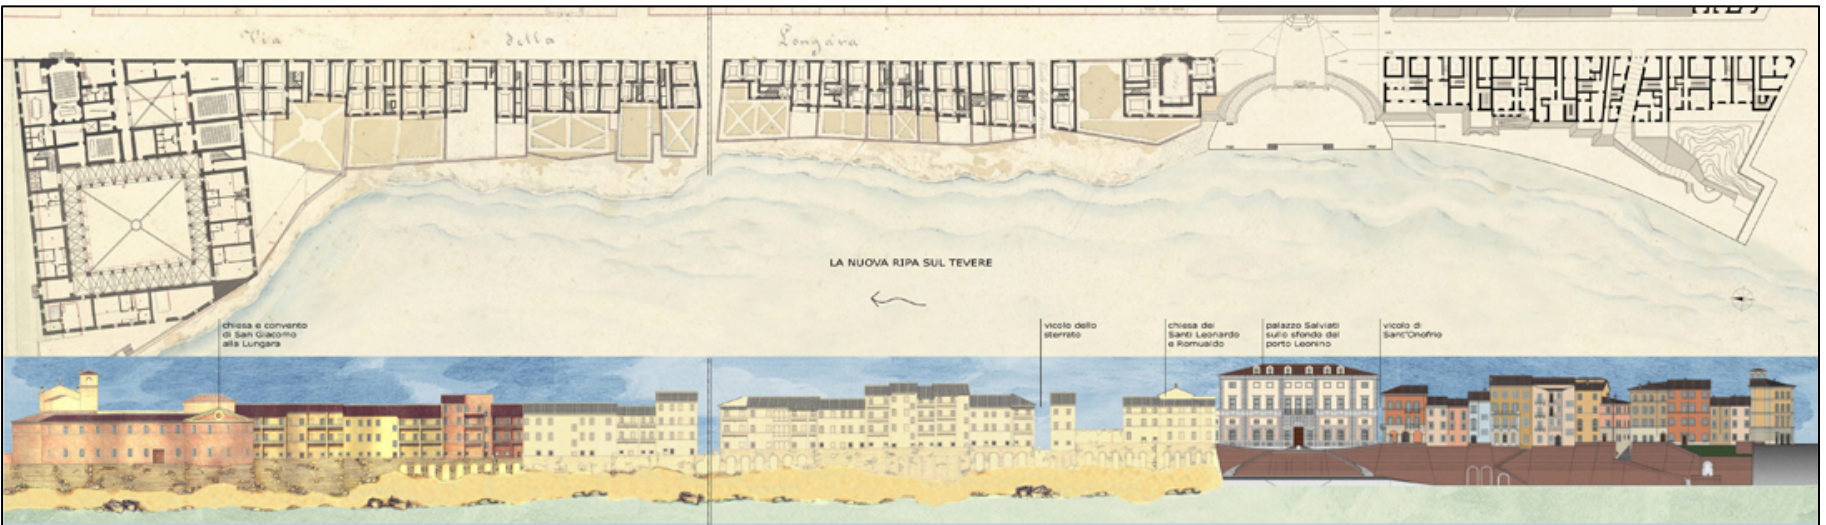 Via della Longara
LA NUOVA RIPA SUL TEVERE
chiesa e convento
di San Giacomo
alla Lungara
vicolo dello
sterrato
chiesa dei
Santi Leonardo
e Romualdo
palazzo Salviati
sullo sfondo del
porto Leonino
vicolo di
Sant'Onofrio